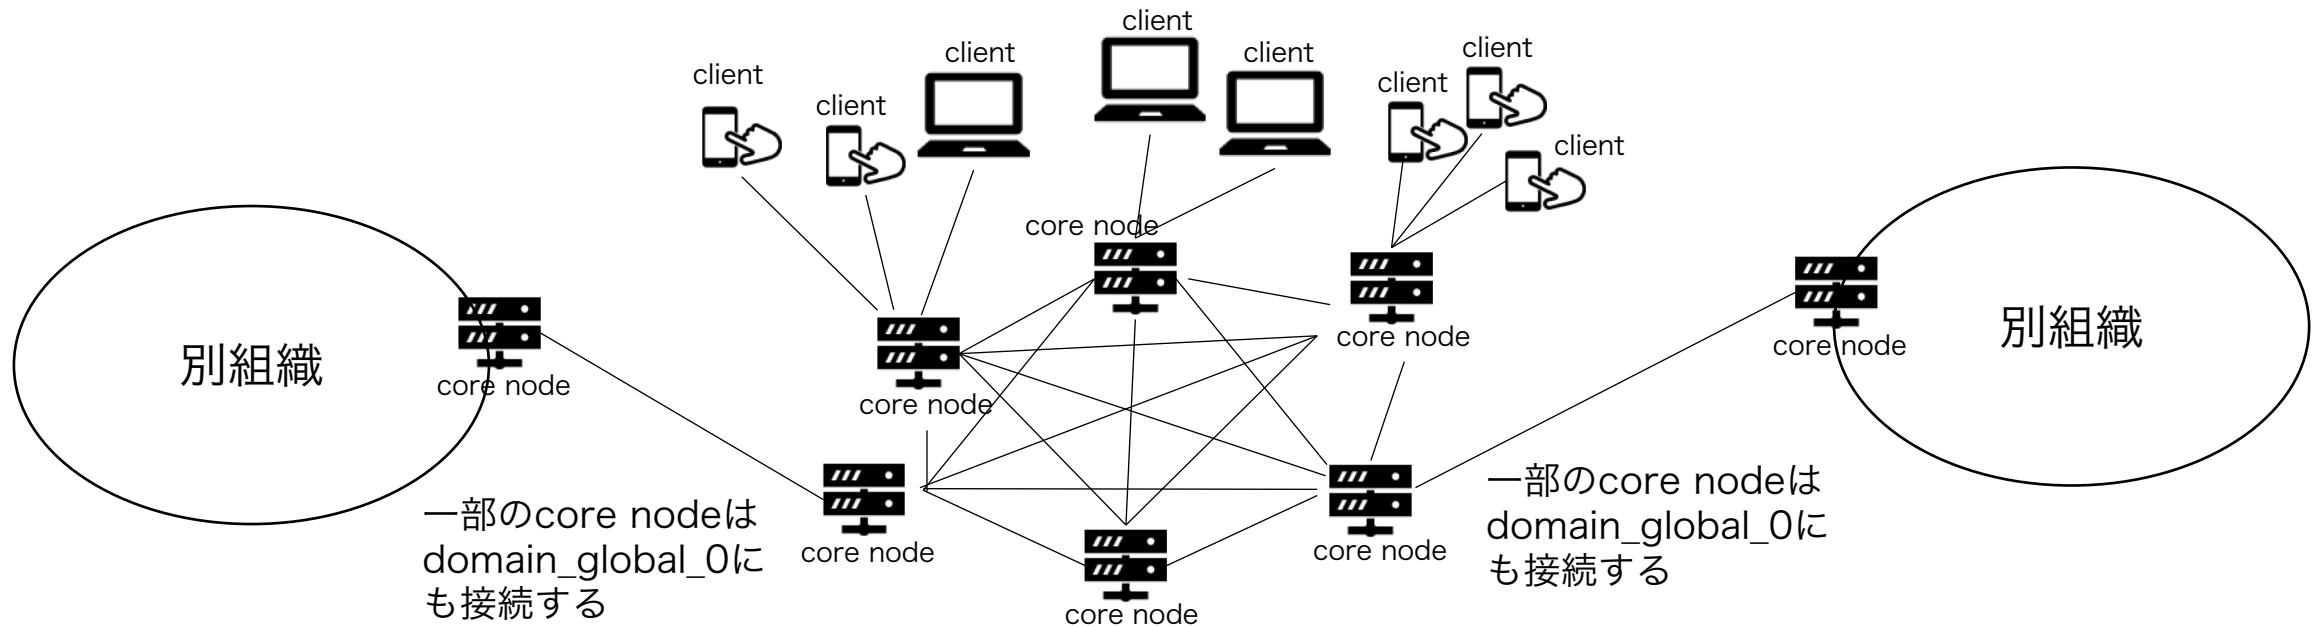 client
client
client
client
client
client
client
client
core node
core node
core node
core node
core node
core node
core node
core node
別組織
別組織
一部のcore nodeは
domain_global_0に
も接続する
一部のcore nodeは
domain_global_0に
も接続する